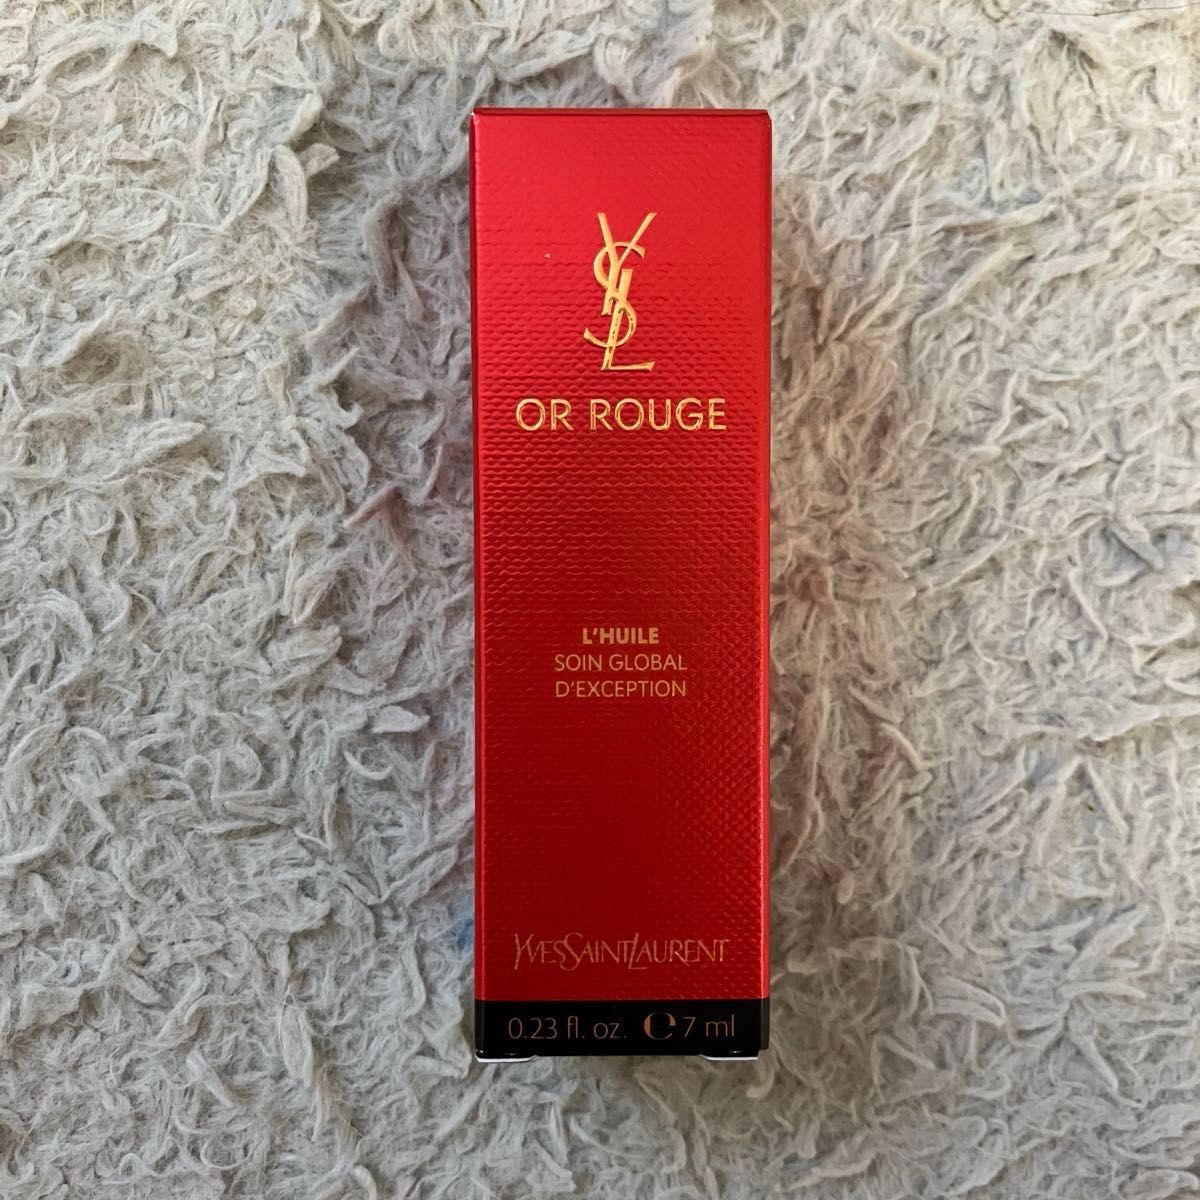 YSL
OR ROUGE
L'HUILE
SOIN GLOBAL
D'EXCEPTION
YVESSAINTLAURENT
0.23 fl. oz. ℮ 7 ml